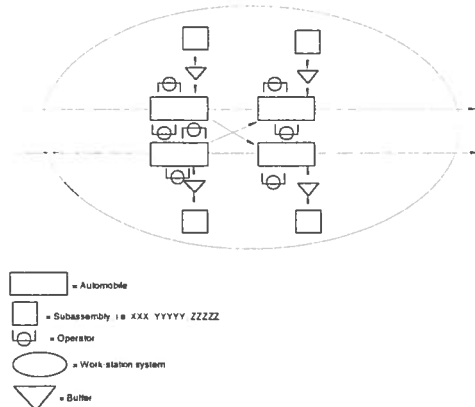 = Automobile
= Subassembly i e XXX YYYYY ZZZZZ
= Operator
= Work station system
= Buffer